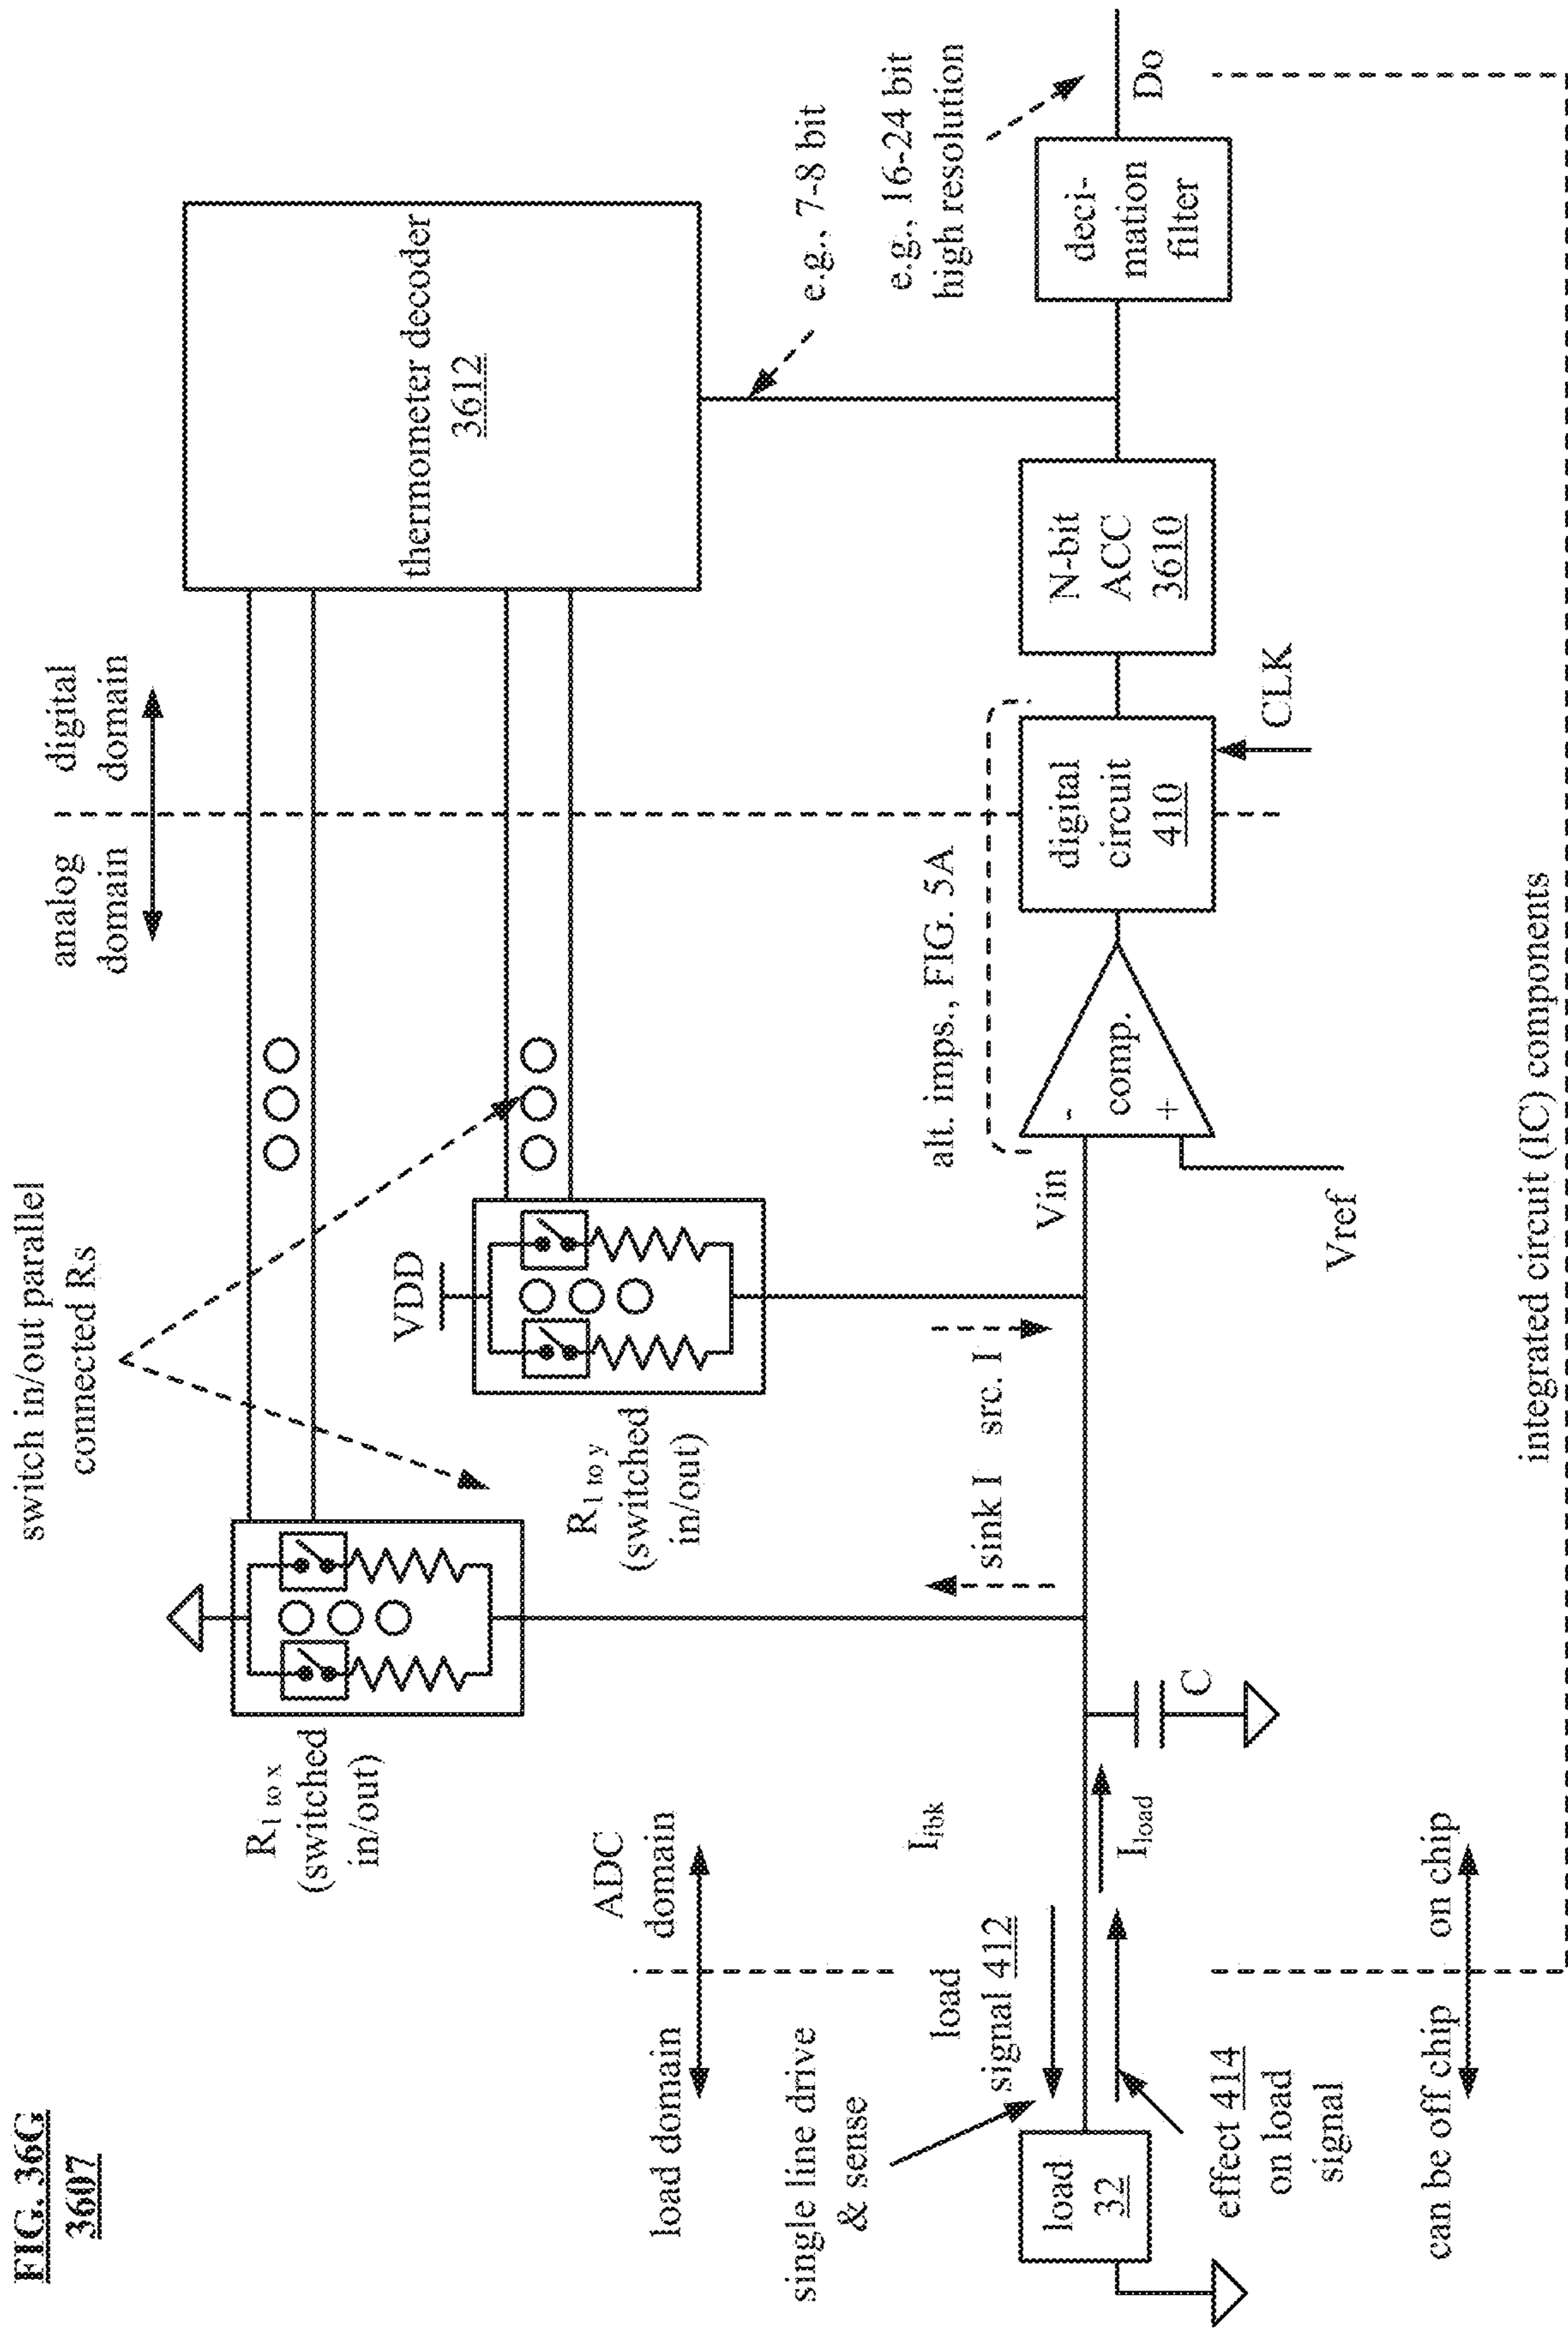 FIG. 36G
3607
switch in/out parallel
connected Rs
analog
domain
digital
domain
R1 to x
(switched
in/out)
VDD
R1 to y
(switched
in/out)
thermometer decoder
3612
load domain
ADC
domain
e.g., 7-8 bit
e.g., 16-24 bit
high resolution
single line drive
& sense
load
signal 412
Ifbk
sink I
src. I
alt. imps., FIG. 5A
Vin
load
32
Iload
C
-
comp.
+
digital
circuit
410
N-bit
ACC
3610
deci-
mation
filter
Do
CLK
Vref
effect 414
on load
signal
can be off chip
on chip
integrated circuit (IC) components